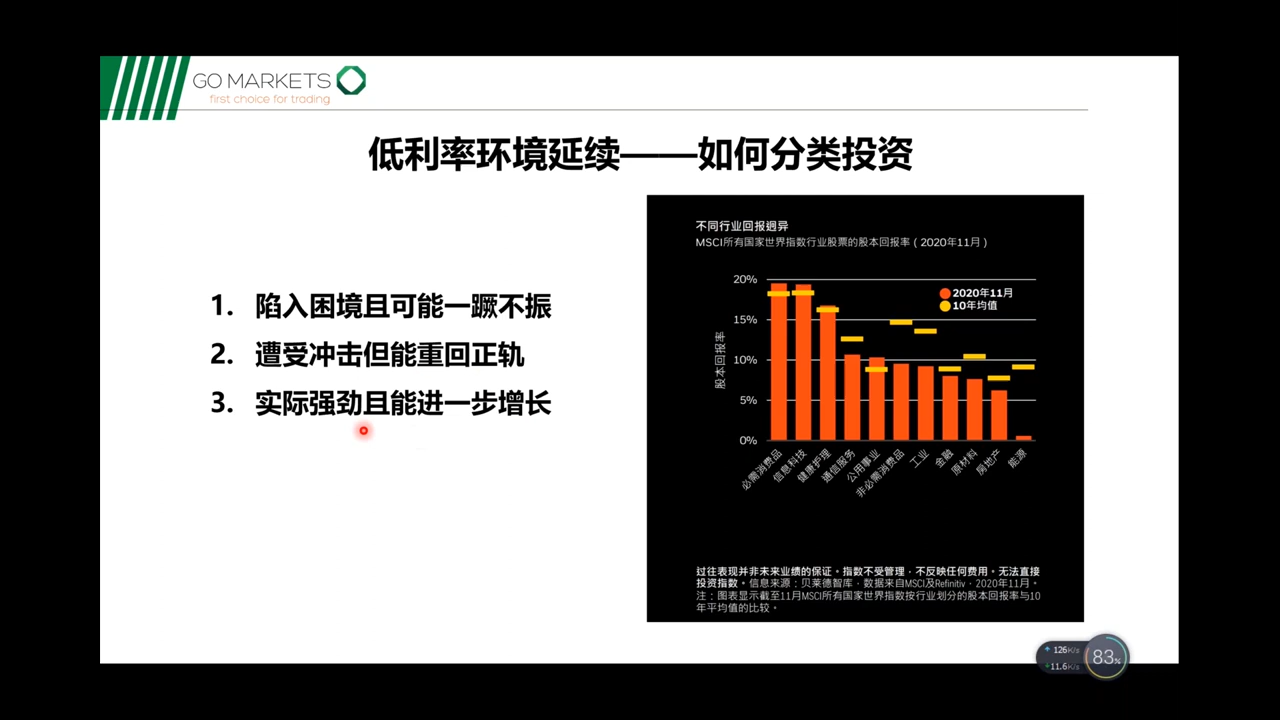 GO MARKETS
first choice for trading
低利率环境延续——如何分类投资
1. 陷入困境且可能一蹶不振
2. 遭受冲击但能重回正轨
3. 实际强劲且能进一步增长
不同行业回报迥异
MSCI所有国家世界指数行业股票的股本回报率（2020年11月）
20%
15%
10%
5%
0%
股本回报率
2020年11月
10年均值
必需消费品
信息科技
健康护理
通信服务
公用事业
非必需消费品
工业
金融
原材料
房地产
能源
过往表现并非未来业绩的保证。指数不受管理，不反映任何费用。无法直接
投资指数。信息来源：贝莱德智库，数据来自MSCI及Refinitiv，2020年11月。
注：图表显示截至11月MSCI所有国家世界指数按行业划分的股本回报率与10
年平均值的比较。
126K/s
11.6K/s
83%